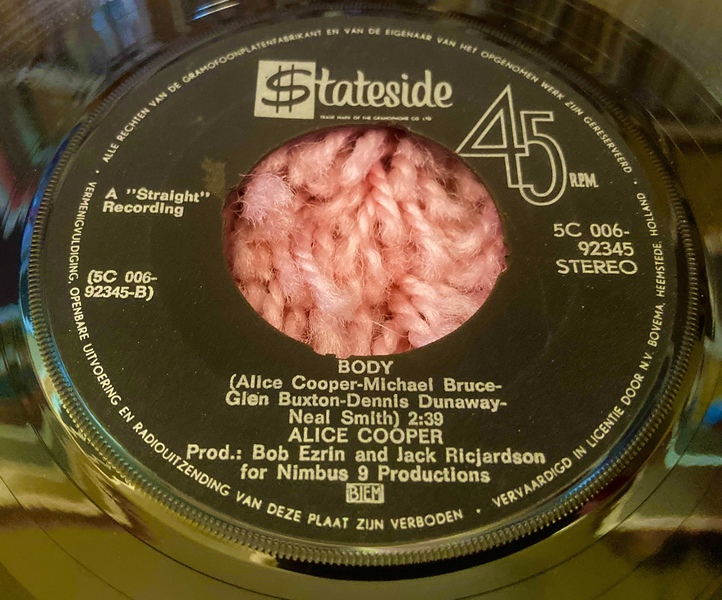 ALLE RECHTEN VAN DE GRAMOFOONPLATENFABRIKANT EN VAN DE EIGENAAR VAN HET OPGENOMEN WERK ZIJN GERESERVEERD •
$tateside
TRADE MARK OF THE GRAMOPHONE CO. LTD
45 R.P.M.
A "Straight"
Recording
5C 006-
92345
STEREO
(5C 006-
92345-B)
BODY
(Alice Cooper-Michael Bruce-
Glen Buxton-Dennis Dunaway-
Neal Smith) 2:39
ALICE COOPER
Prod.: Bob Ezrin and Jack Ricjardson
for Nimbus 9 Productions
BIEM
• VERMENIGVULDIGING, OPENBARE UITVOERING EN RADIOUITZENDING VAN DEZE PLAAT ZIJN VERBODEN •
VERVAARDIGD IN LICENTIE DOOR N.V. BOVEMA, HEEMSTEDE, HOLLAND